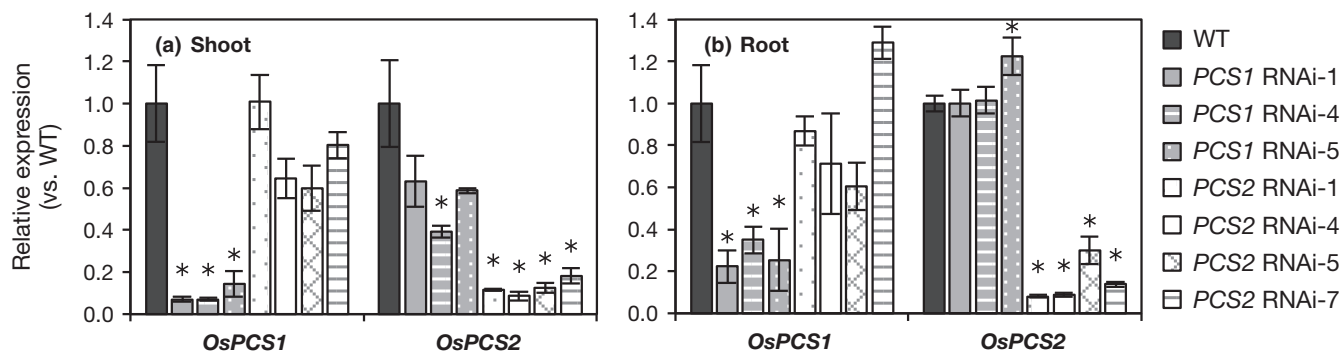 Relative expression
(vs. WT)
1.4
1.2
1.0
0.8
0.6
0.4
0.2
0.0
(a) Shoot
* * *
*
* * * *
OsPCS1 OsPCS2
1.4
1.2
1.0
0.8
0.6
0.4
0.2
0.0
(b) Root
* * *
*
* * * *
OsPCS1 OsPCS2
WT
PCS1 RNAi-1
PCS1 RNAi-4
PCS1 RNAi-5
PCS2 RNAi-1
PCS2 RNAi-4
PCS2 RNAi-5
PCS2 RNAi-7